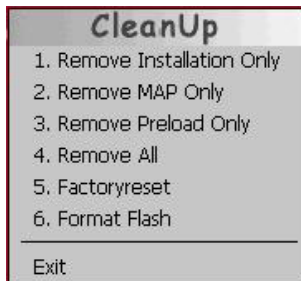 CleanUp
1. Remove Installation Only
2. Remove MAP Only
3. Remove Preload Only
4. Remove All
5. Factoryreset
6. Format Flash
Exit